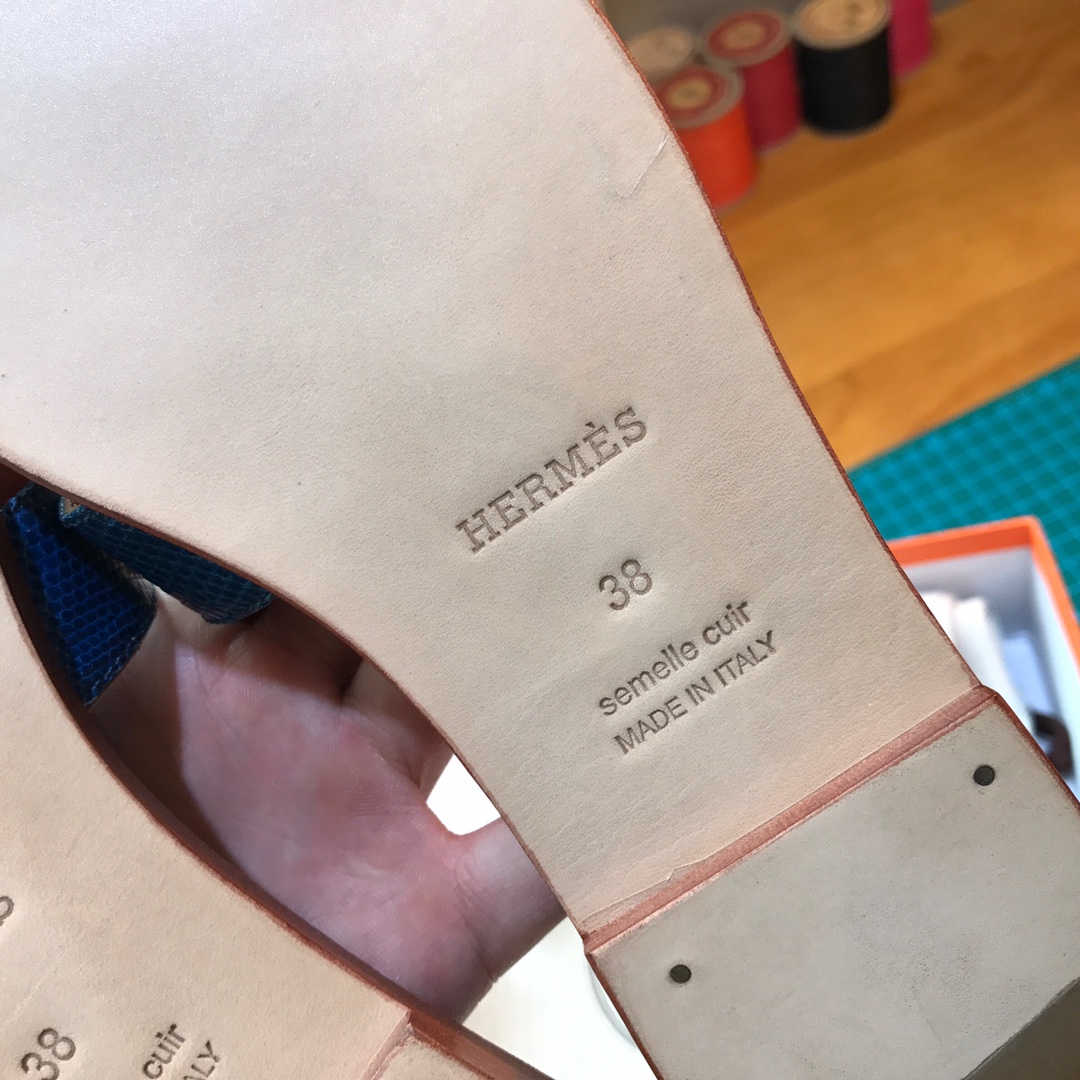 HERMÈS
38
semelle cuir
MADE IN ITALY
38
cuir